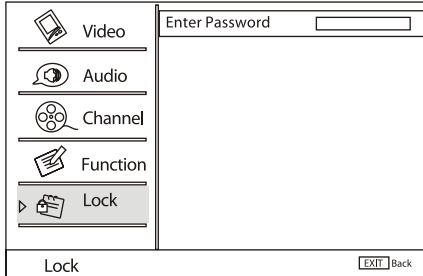 Video
Audio
Channel
Function
Lock
Enter Password
Lock
EXIT Back